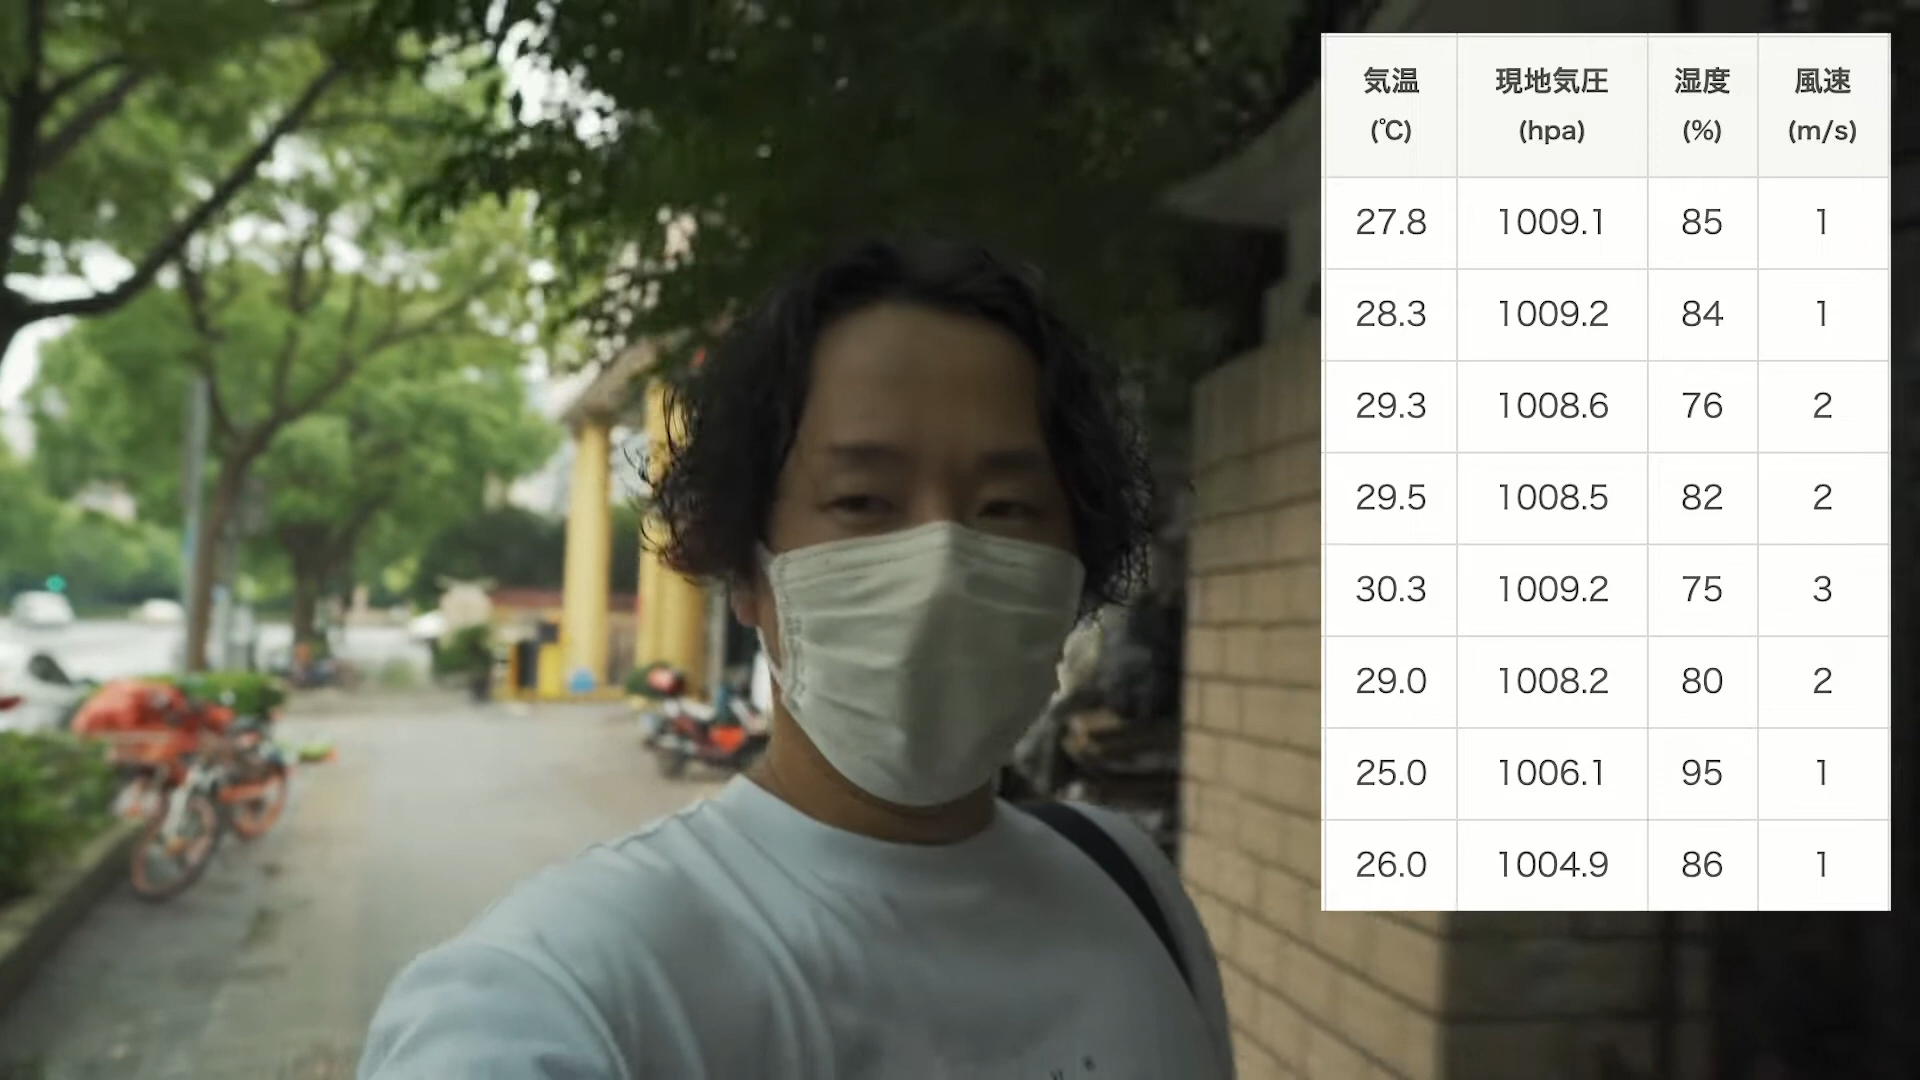 気温 現地気圧 湿度 風速
(℃) (hpa) (%) (m/s)
27.8 1009.1 85 1
28.3 1009.2 84 1
29.3 1008.6 76 2
29.5 1008.5 82 2
30.3 1009.2 75 3
29.0 1008.2 80 2
25.0 1006.1 95 1
26.0 1004.9 86 1